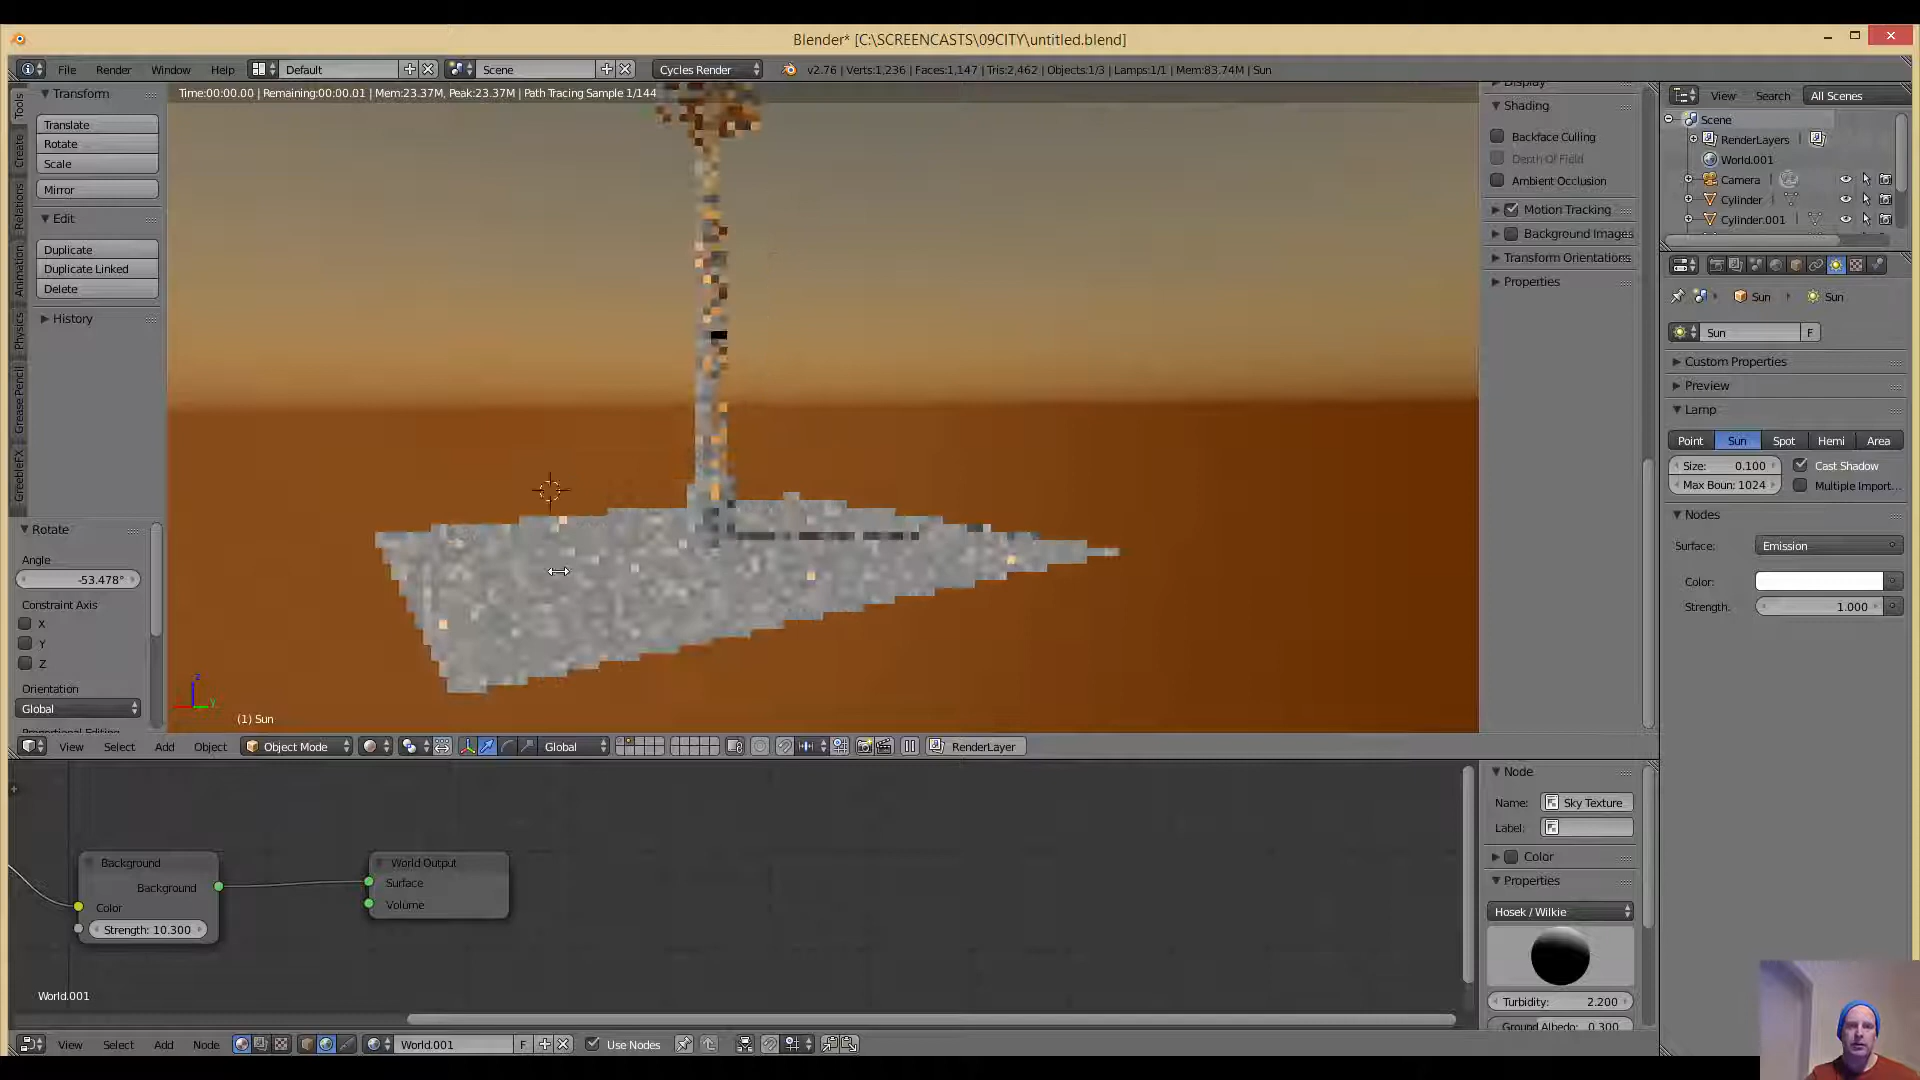 Blender* [C:\SCREENCASTS\09CITY\untitled.blend]
File Render Window Help Default Scene Cycles Render v2.76 | Verts:1,236 | Faces:1,147 | Tris:2,462 | Objects:1/3 | Lamps:1/1 | Mem:83.74M | Sun
Time:00:00.00 | Remaining:00:00.01 | Mem:23.37M, Peak:23.37M | Path Tracing Sample 1/144
Tools
Create
Relations
Animation
Physics
Grease Pencil
GreebleFX
Transform
Translate
Rotate
Scale
Mirror
Edit
Duplicate
Duplicate Linked
Delete
History
Rotate
Angle
-53.478°
Constraint Axis
X
Y
Z
Orientation
Global
z
y
(1) Sun
Shading
Backface Culling
Depth Of Field
Ambient Occlusion
Motion Tracking
Background Images
Transform Orientations
Properties
View Search All Scenes
Scene
RenderLayers
World.001
Camera
Cylinder
Cylinder.001
Sun Sun
Sun F
Custom Properties
Preview
Lamp
Point Sun Spot Hemi Area
Size: 0.100 Cast Shadow
Max Boun: 1024 Multiple Import...
Nodes
Surface: Emission
Color:
Strength: 1.000
View Select Add Object Object Mode Global RenderLayer
Background
Background
Color
Strength: 10.300
World Output
Surface
Volume
World.001
Node
Name: Sky Texture
Label:
Color
Properties
Hosek / Wilkie
Turbidity: 2.200
Ground Albedo: 0.300
View Select Add Node World.001 F Use Nodes